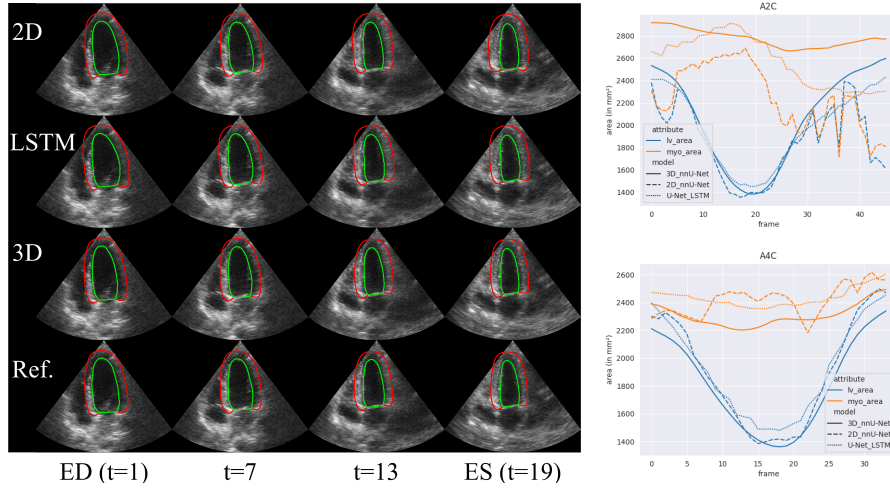 2D
LSTM
3D
Ref.
ED (t=1)
t=7
t=13
ES (t=19)
A2C
area (in mm²)
2800
2600
2400
2200
2000
1800
1600
1400
attribute
lv_area
myo_area
model
3D_nnU-Net
2D_nnU-Net
U-Net_LSTM
0
10
20
30
40
frame
A4C
area (in mm²)
2600
2400
2200
2000
1800
1600
1400
attribute
lv_area
myo_area
model
3D_nnU-Net
2D_nnU-Net
U-Net_LSTM
0
5
10
15
20
25
30
frame